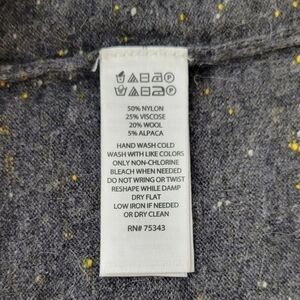 50% NYLON
25% VISCOSE
20% WOOL
5% ALPACA
HAND WASH COLD
WASH WITH LIKE COLORS
ONLY NON-CHLORINE
BLEACH WHEN NEEDED
DO NOT WRING OR TWIST
RESHAPE WHILE DAMP
DRY FLAT
LOW IRON IF NEEDED
OR DRY CLEAN
RN# 75343